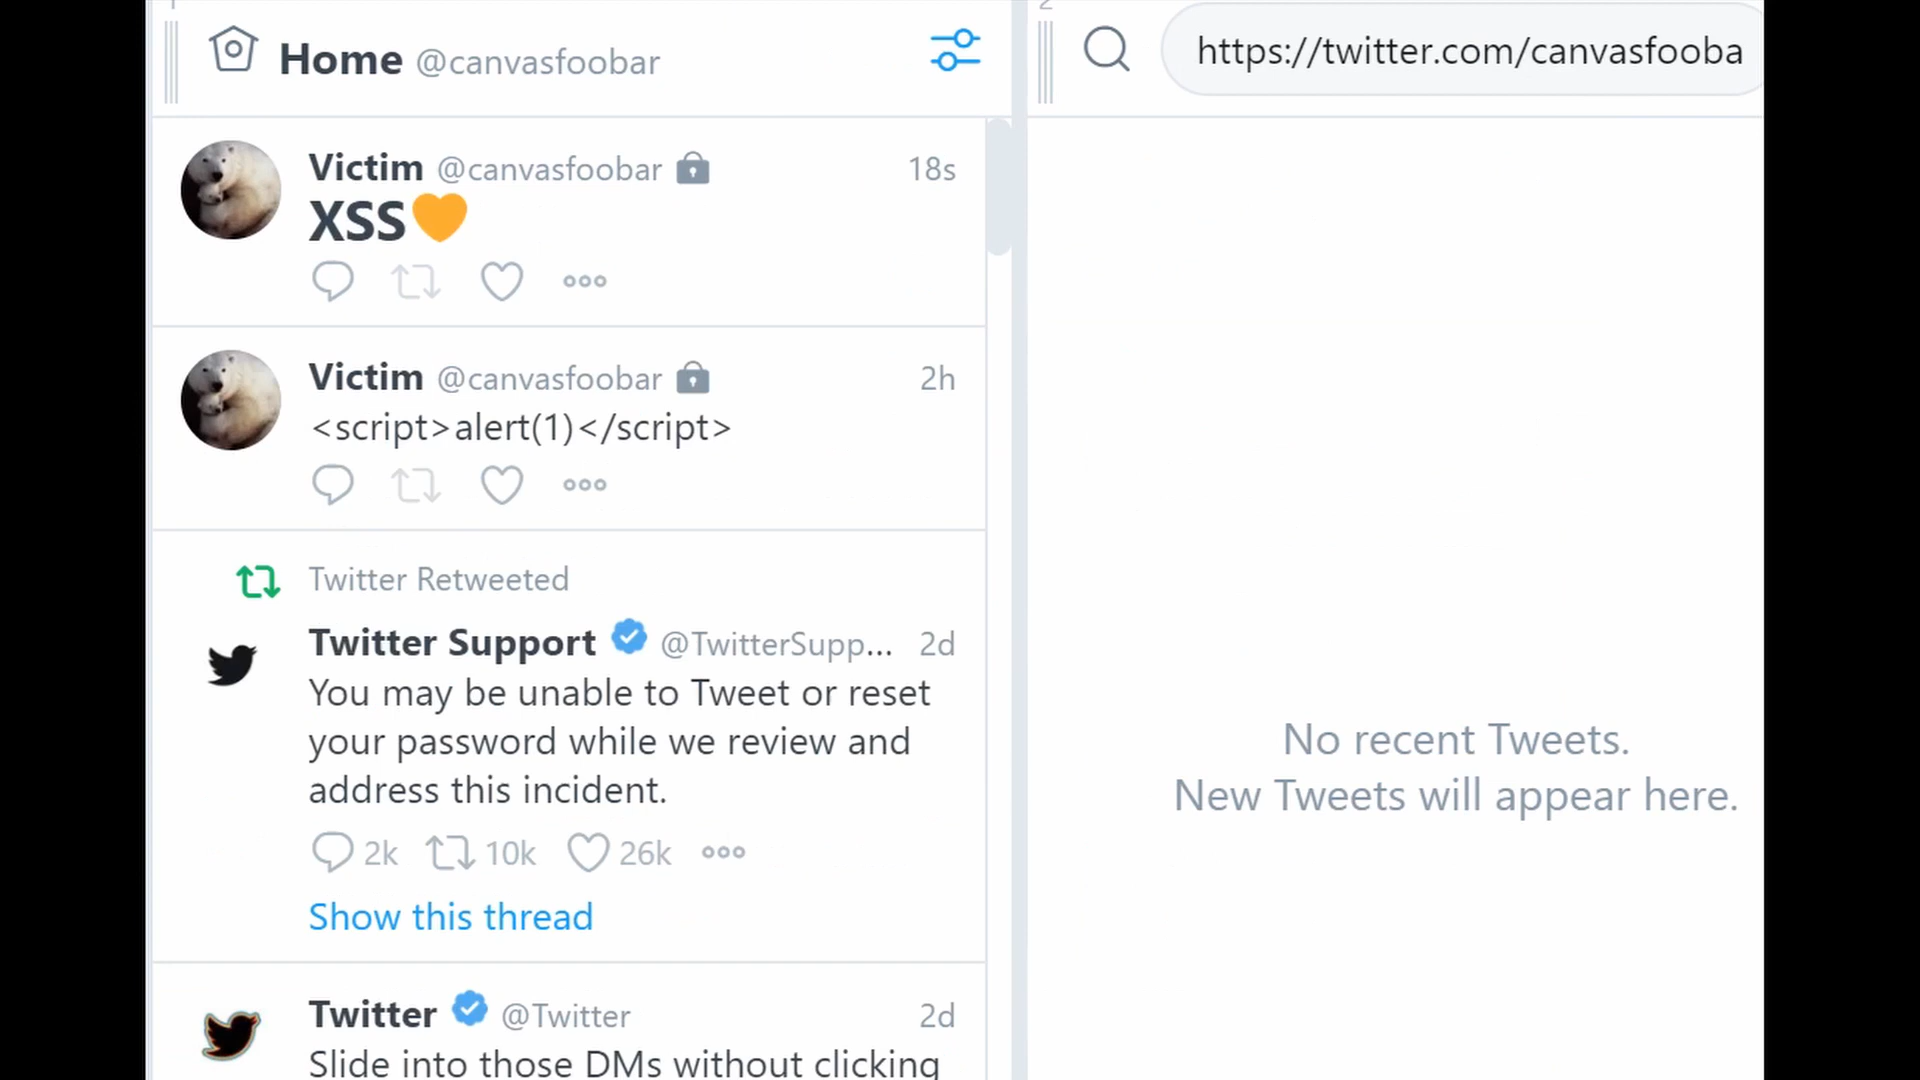 Home @canvasfoobar
Victim @canvasfoobar 18s
XSS🧡
Victim @canvasfoobar 2h
<script>alert(1)</script>
Twitter Retweeted
Twitter Support @TwitterSupp... 2d
You may be unable to Tweet or reset
your password while we review and
address this incident.
2k 10k 26k
Show this thread
Twitter @Twitter 2d
Slide into those DMs without clicking
https://twitter.com/canvasfooba
No recent Tweets.
New Tweets will appear here.